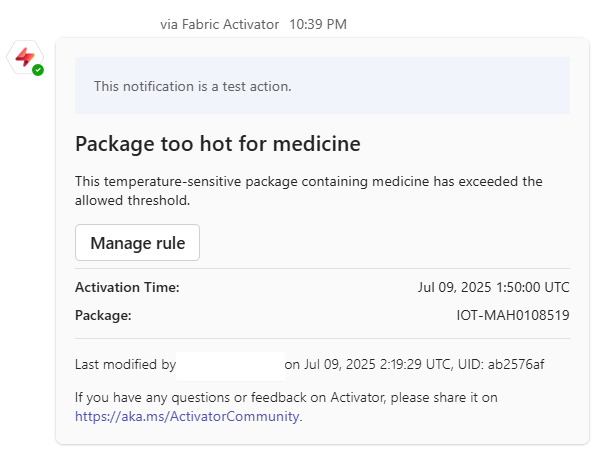 via Fabric Activator 10:39 PM
This notification is a test action.
Package too hot for medicine
This temperature-sensitive package containing medicine has exceeded the
allowed threshold.
Manage rule
Activation Time: Jul 09, 2025 1:50:00 UTC
Package: IOT-MAH0108519
Last modified by on Jul 09, 2025 2:19:29 UTC, UID: ab2576af
If you have any questions or feedback on Activator, please share it on
https://aka.ms/ActivatorCommunity.